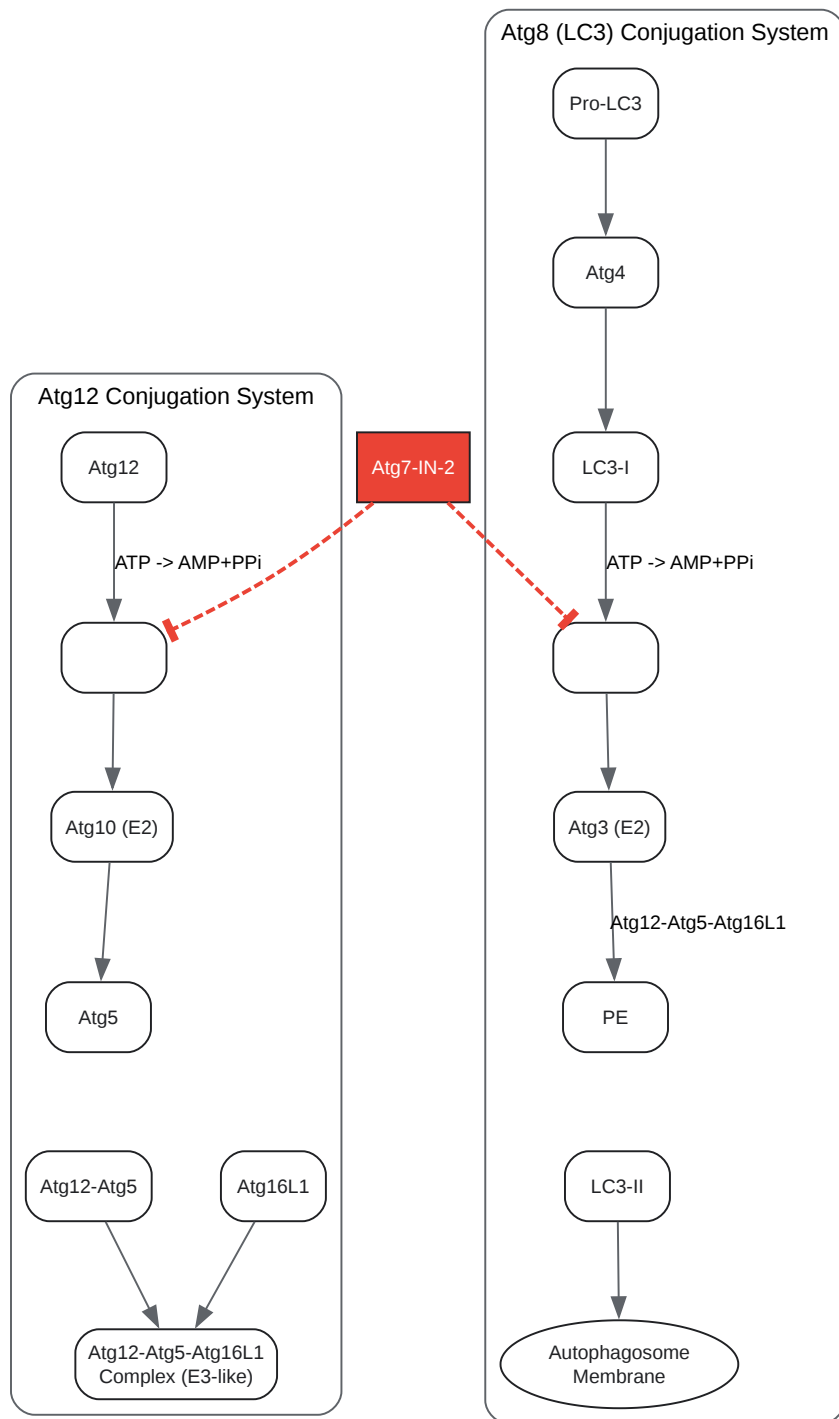 Atg8 (LC3) Conjugation System
Pro-LC3
Atg4
LC3-I
ATP -> AMP+PPi
Atg3 (E2)
Atg12-Atg5-Atg16L1
PE
LC3-II
Autophagosome
Membrane
Atg12 Conjugation System
Atg12
ATP -> AMP+PPi
Atg10 (E2)
Atg5
Atg12-Atg5
Atg16L1
Atg12-Atg5-Atg16L1
Complex (E3-like)
Atg7-IN-2